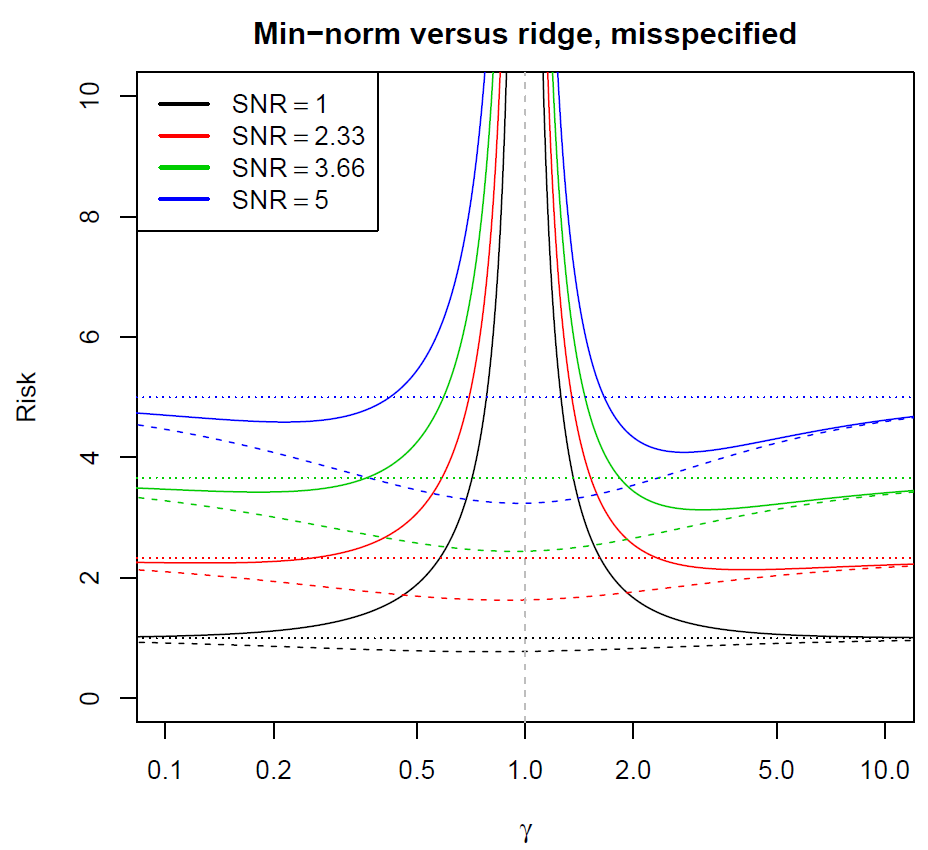 Min−norm versus ridge, misspecified
SNR = 1
SNR = 2.33
SNR = 3.66
SNR = 5
Risk
10
8
6
4
2
0
0.1 0.2 0.5 1.0 2.0 5.0 10.0
γ